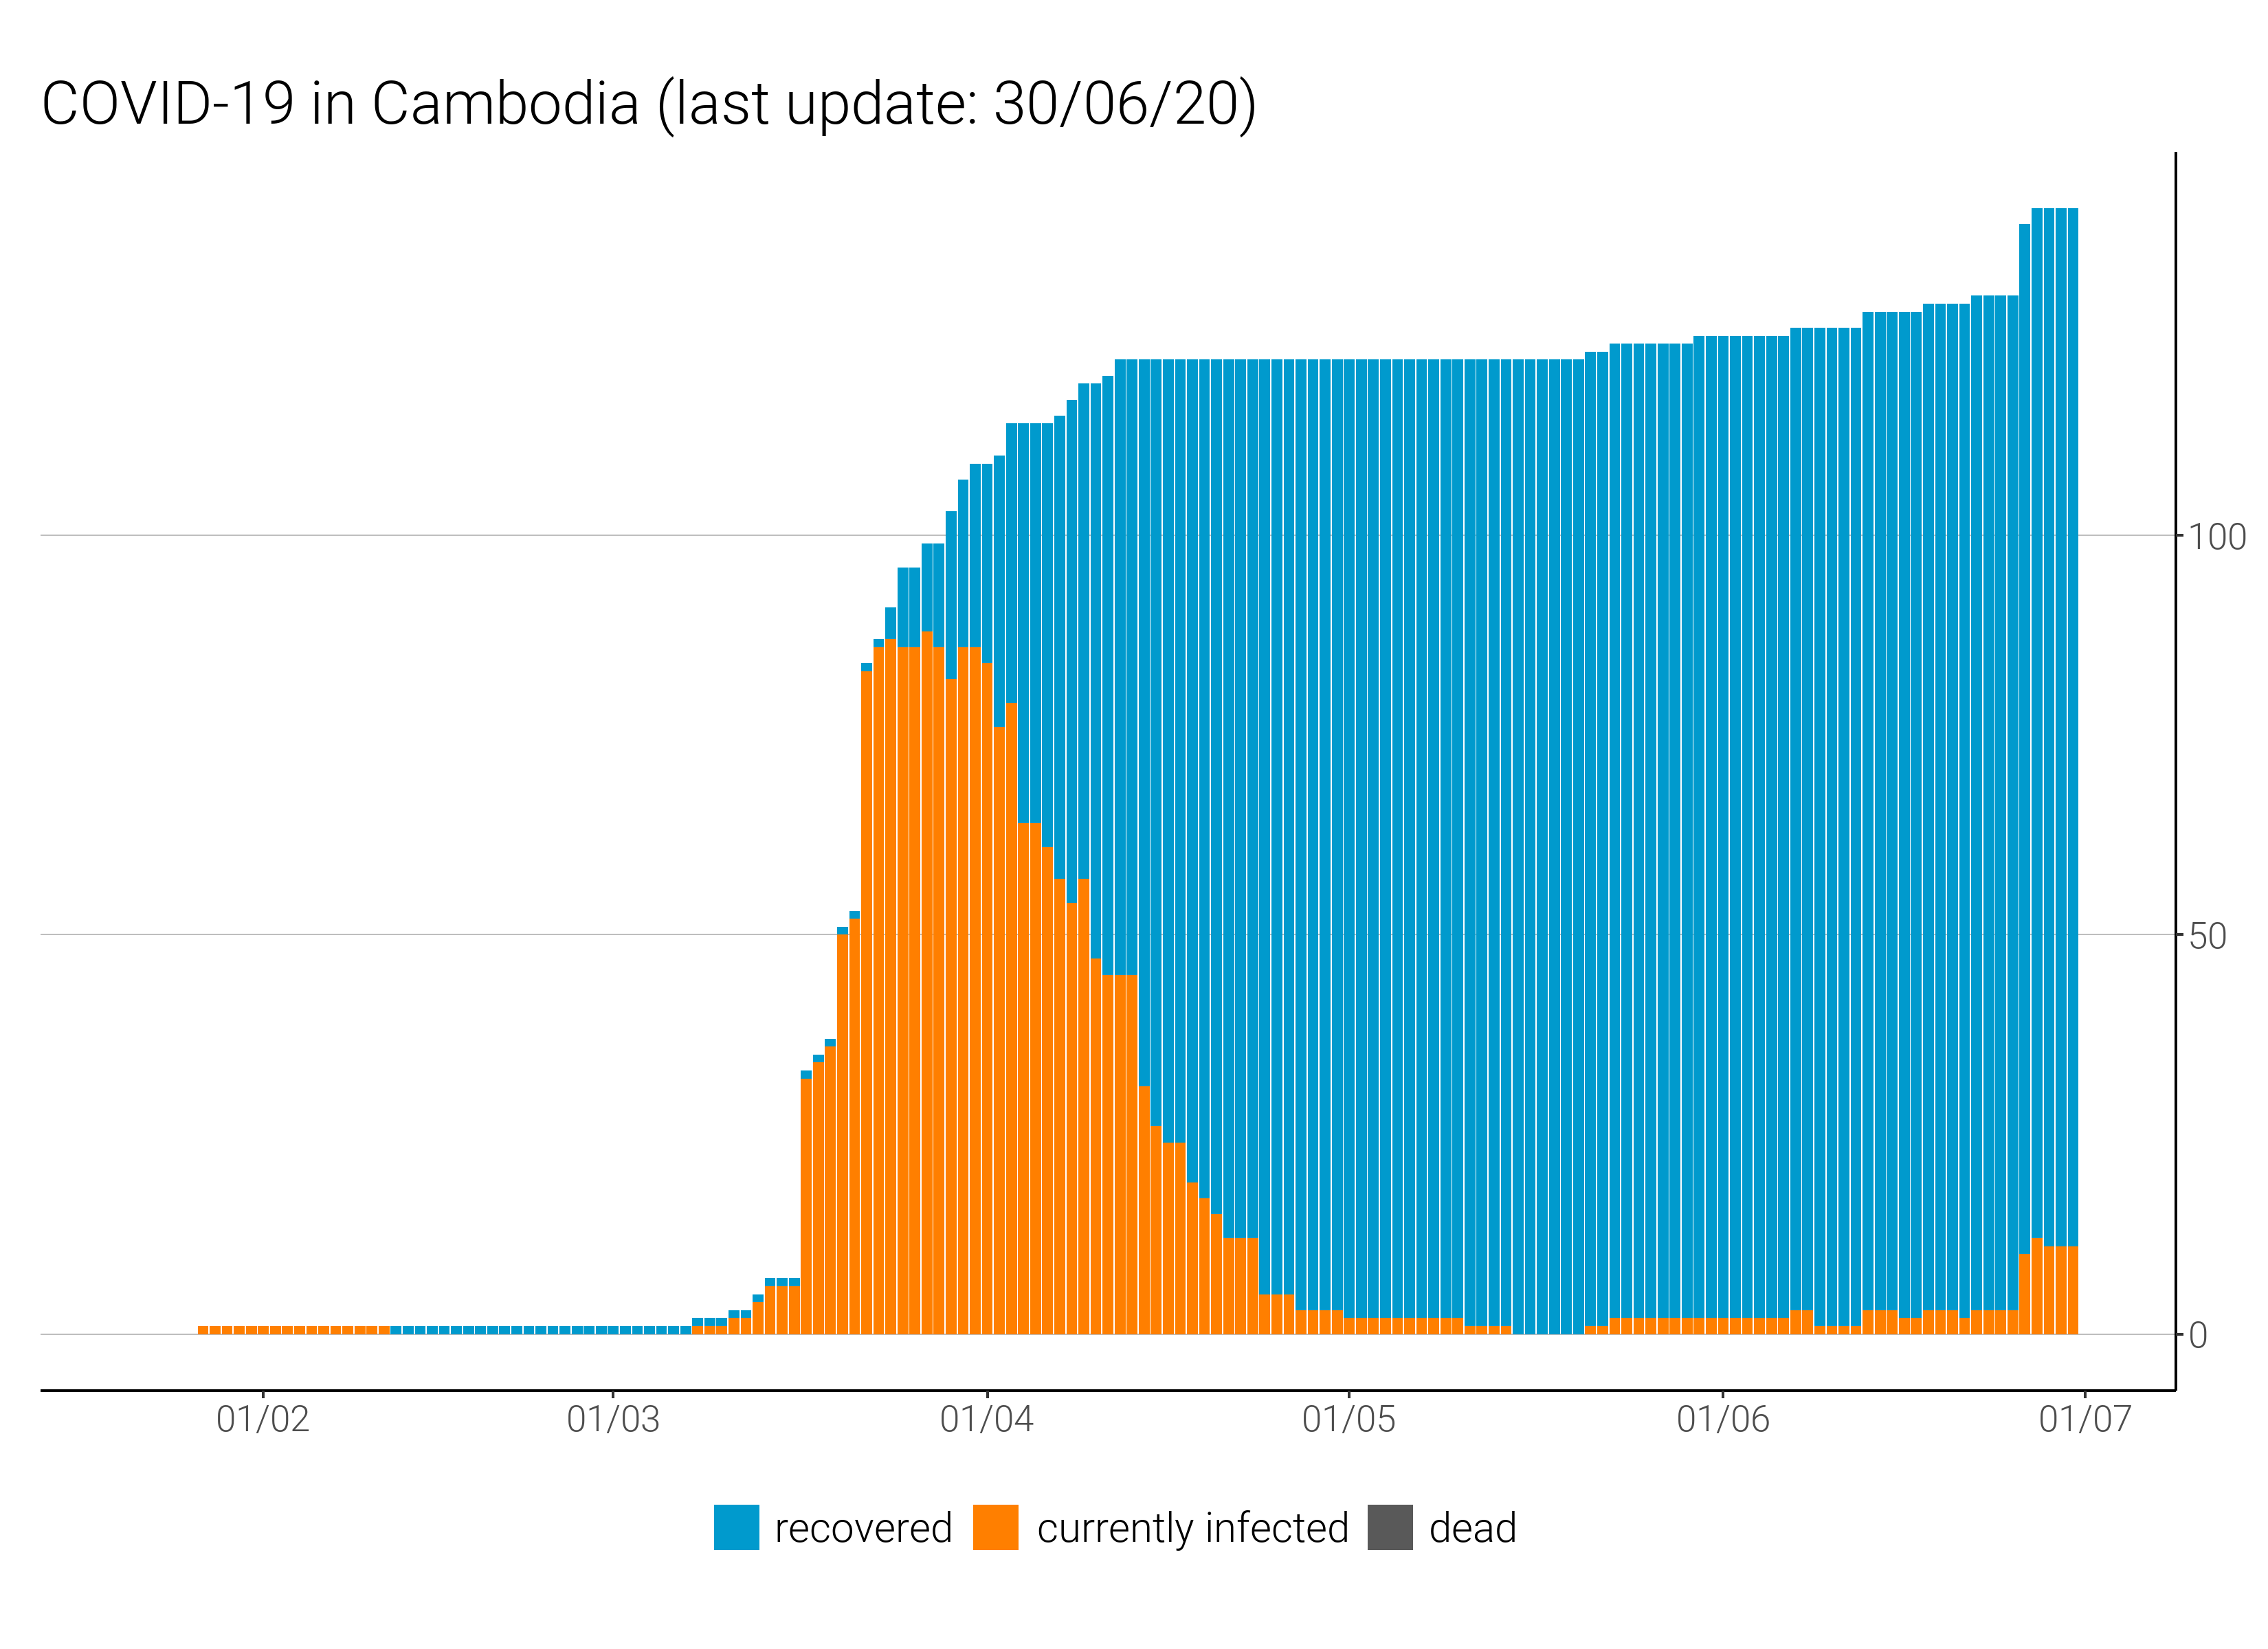 COVID-19 in Cambodia (last update: 30/06/20)
100
50
0
01/02 01/03 01/04 01/05 01/06 01/07
recovered currently infected dead